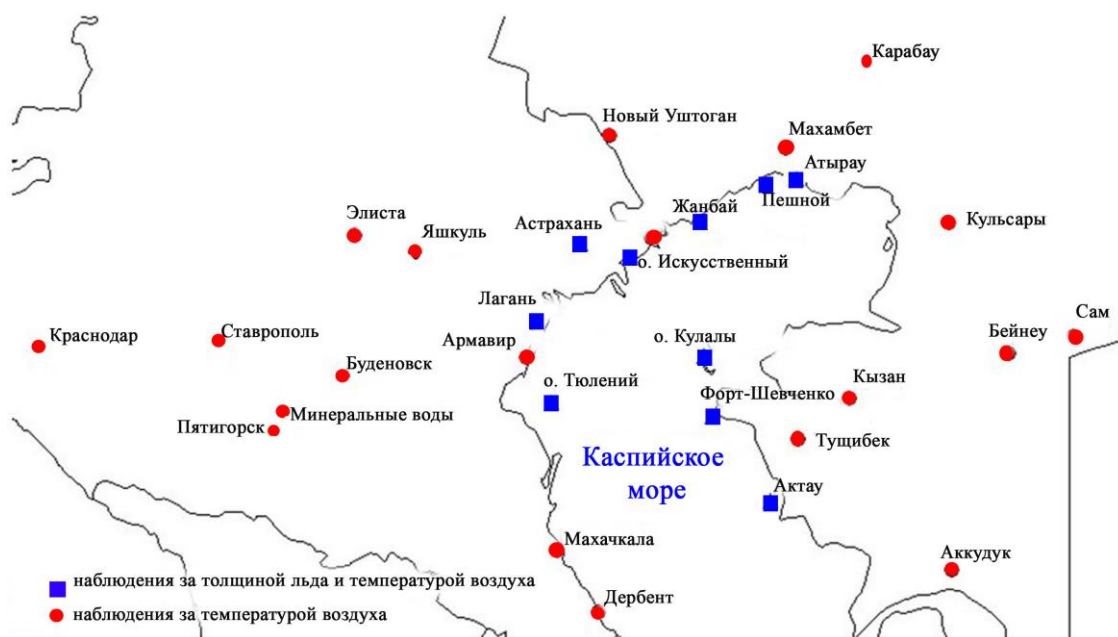 Карабау
Новый Уштоган
Махамбет
Атырау
Пешной
Жанбай
Элиста
Астрахань
Кульсары
Яшкуль
о. Искусственный
Лагань
Сам
Краснодар
Ставрополь
Армавир
о. Кулалы
Бейнеу
Буденовск
о. Тюлений
Кызан
Форт-Шевченко
Минеральные воды
Пятигорск
Тущибек
Каспийское
море
Актау
Махачкала
Аккудук
наблюдения за толщиной льда и температурой воздуха
Дербент
наблюдения за температурой воздуха